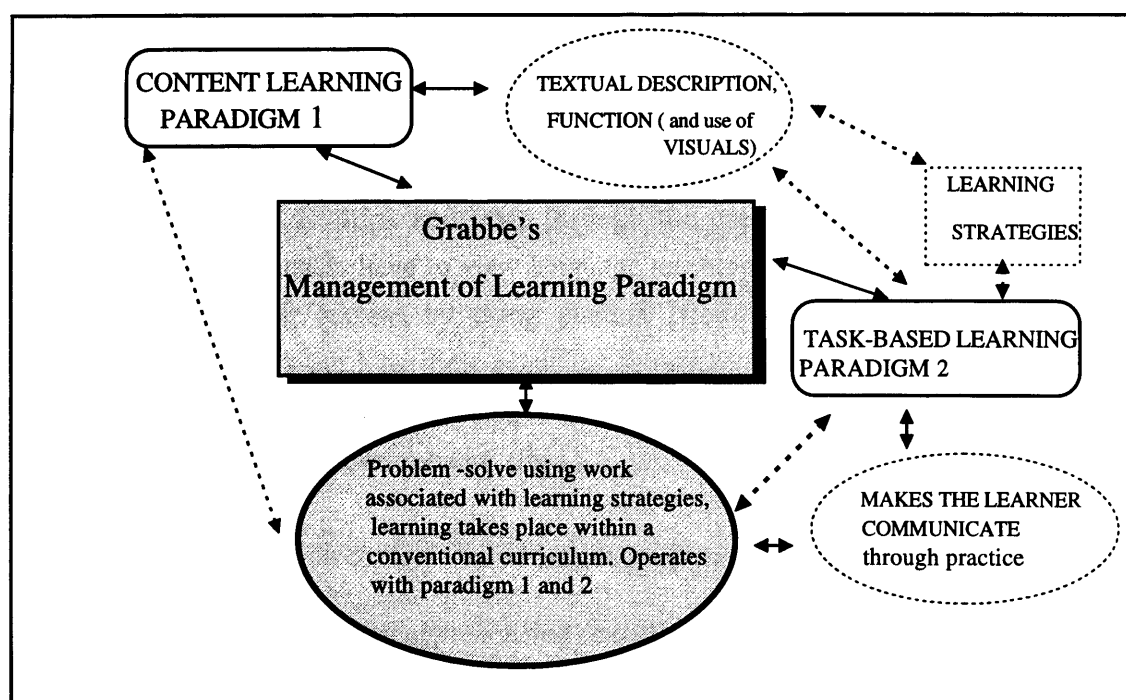 CONTENT LEARNING
PARADIGM 1
TEXTUAL DESCRIPTION,
FUNCTION ( and use of
VISUALS)
LEARNING
STRATEGIES
Grabbe's
Management of Learning Paradigm
TASK-BASED LEARNING
PARADIGM 2
Problem -solve using work
associated with learning strategies,
learning takes place within a
conventional curriculum. Operates
with paradigm 1 and 2
MAKES THE LEARNER
COMMUNICATE
through practice